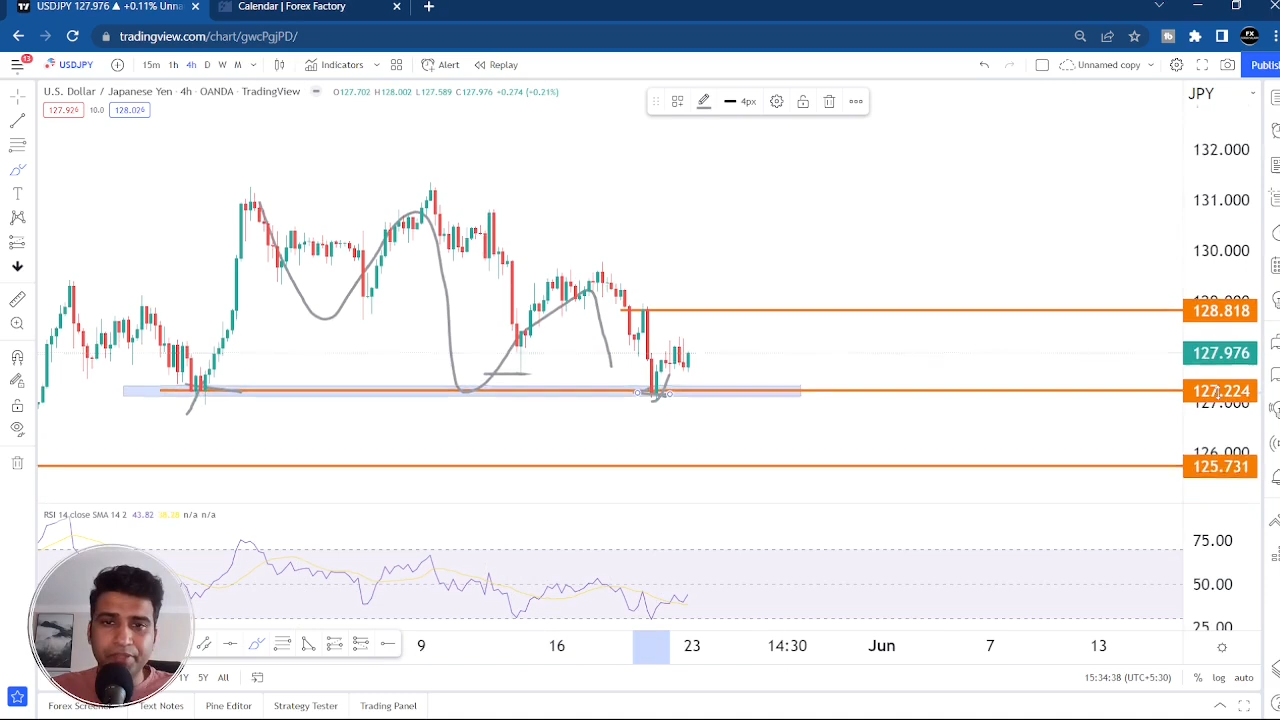 USDJPY 127.976 ▲ +0.11% Unna
Calendar | Forex Factory
tradingview.com/chart/gwcPgjPD/
13
USDJPY
15m 1h 4h D W M
Indicators
Alert
Replay
Unnamed copy
Publis
U.S. Dollar / Japanese Yen · 4h · OANDA · TradingView
O127.702 H128.002 L127.589 C127.976 +0.274 (+0.21%)
127.926 10.0 128.026
4px
JPY
132.000
131.000
130.000
128.818
127.976
127.224
125.731
RSI 14 close SMA 14 2 43.82 38.28 n/a n/a
75.00
50.00
25.00
9 16 23 14:30 Jun 7 13
1Y 5Y All
15:34:38 (UTC+5:30)
% log auto
Forex Screener
Text Notes
Pine Editor
Strategy Tester
Trading Panel